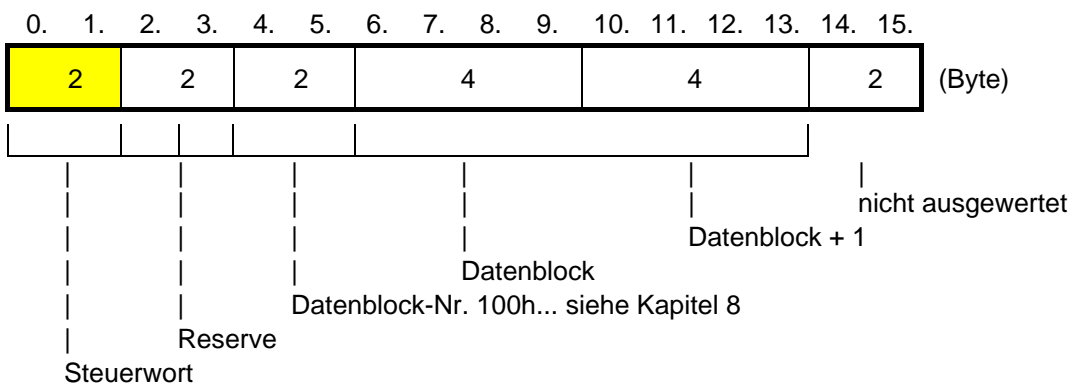 0. 1. 2. 3. 4. 5. 6. 7. 8. 9. 10. 11. 12. 13. 14. 15.
2 2 2 4 4 2 (Byte)
nicht ausgewertet
Datenblock + 1
Datenblock
Datenblock-Nr. 100h... siehe Kapitel 8
Reserve
Steuerwort